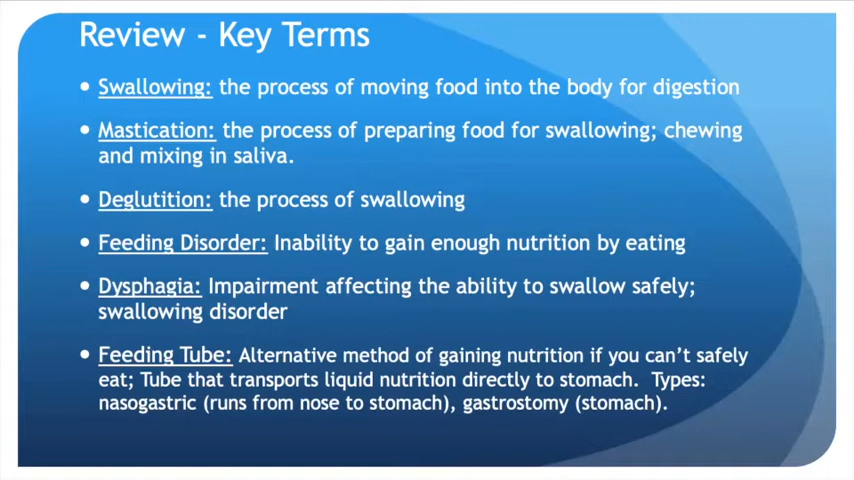 Review - Key Terms
• Swallowing: the process of moving food into the body for digestion
• Mastication: the process of preparing food for swallowing; chewing
and mixing in saliva.
• Deglutition: the process of swallowing
• Feeding Disorder: Inability to gain enough nutrition by eating
• Dysphagia: Impairment affecting the ability to swallow safely;
swallowing disorder
• Feeding Tube: Alternative method of gaining nutrition if you can't safely
eat; Tube that transports liquid nutrition directly to stomach. Types:
nasogastric (runs from nose to stomach), gastrostomy (stomach).